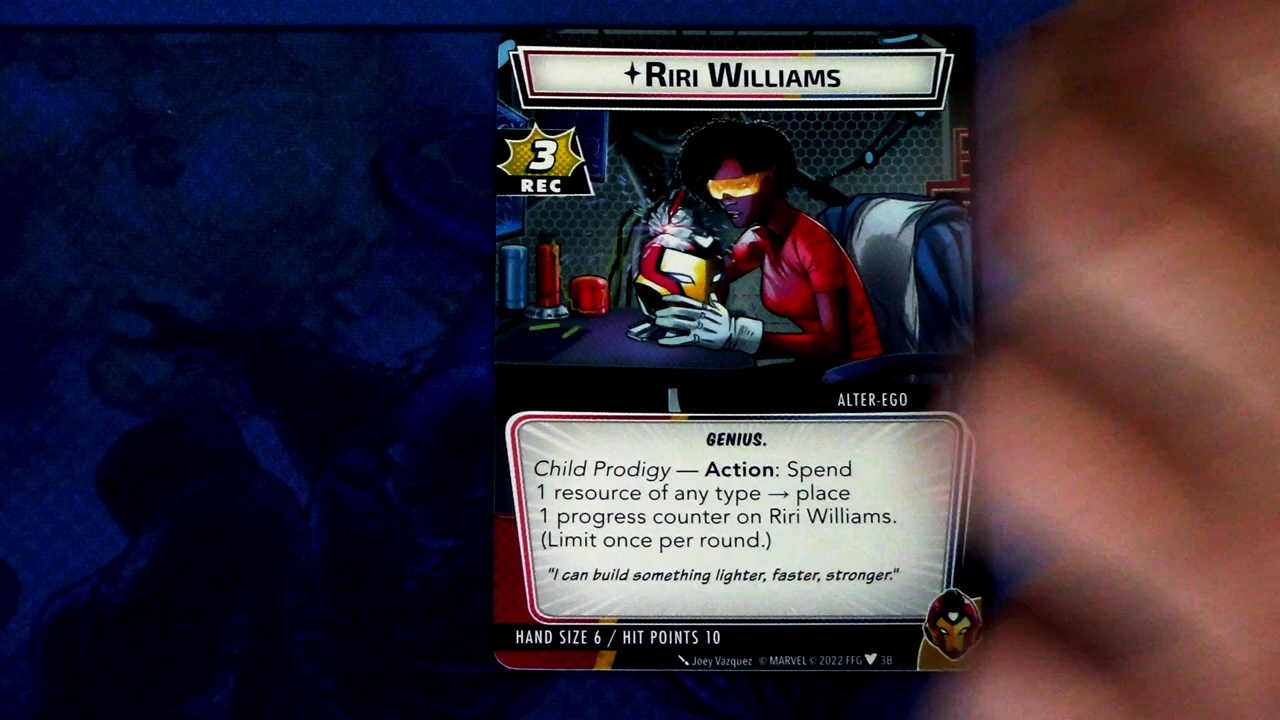 ✦RIRI WILLIAMS
3
REC
ALTER-EGO
GENIUS.
Child Prodigy — Action: Spend
1 resource of any type → place
1 progress counter on Riri Williams.
(Limit once per round.)
"I can build something lighter, faster, stronger."
HAND SIZE 6 / HIT POINTS 10
Joey Vazquez © MARVEL © 2022 FFG 3B